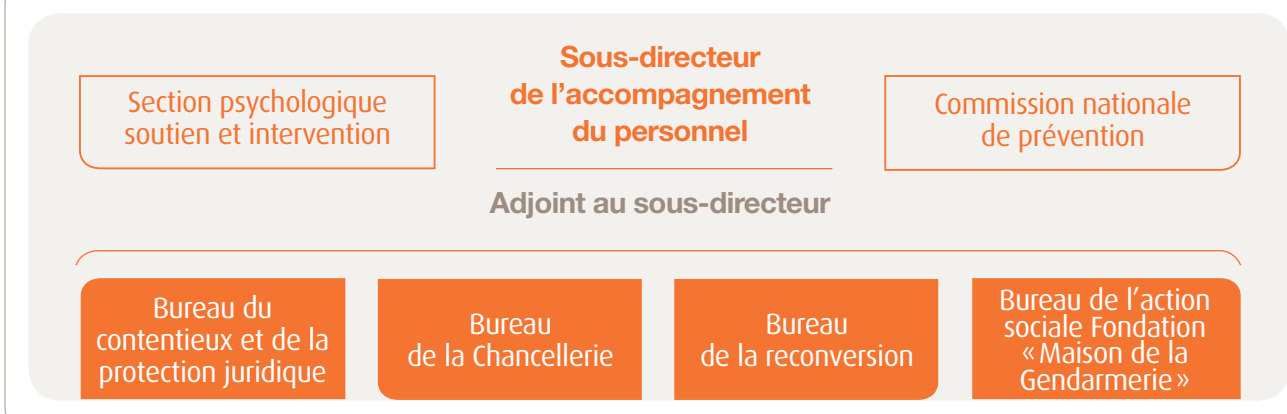 Sous-directeur
de l’accompagnement
du personnel
Section psychologique
soutien et intervention
Commission nationale
de prévention
Adjoint au sous-directeur
Bureau du
contentieux et de la
protection juridique
Bureau
de la Chancellerie
Bureau
de la reconversion
Bureau de l’action
sociale Fondation
« Maison de la
Gendarmerie »